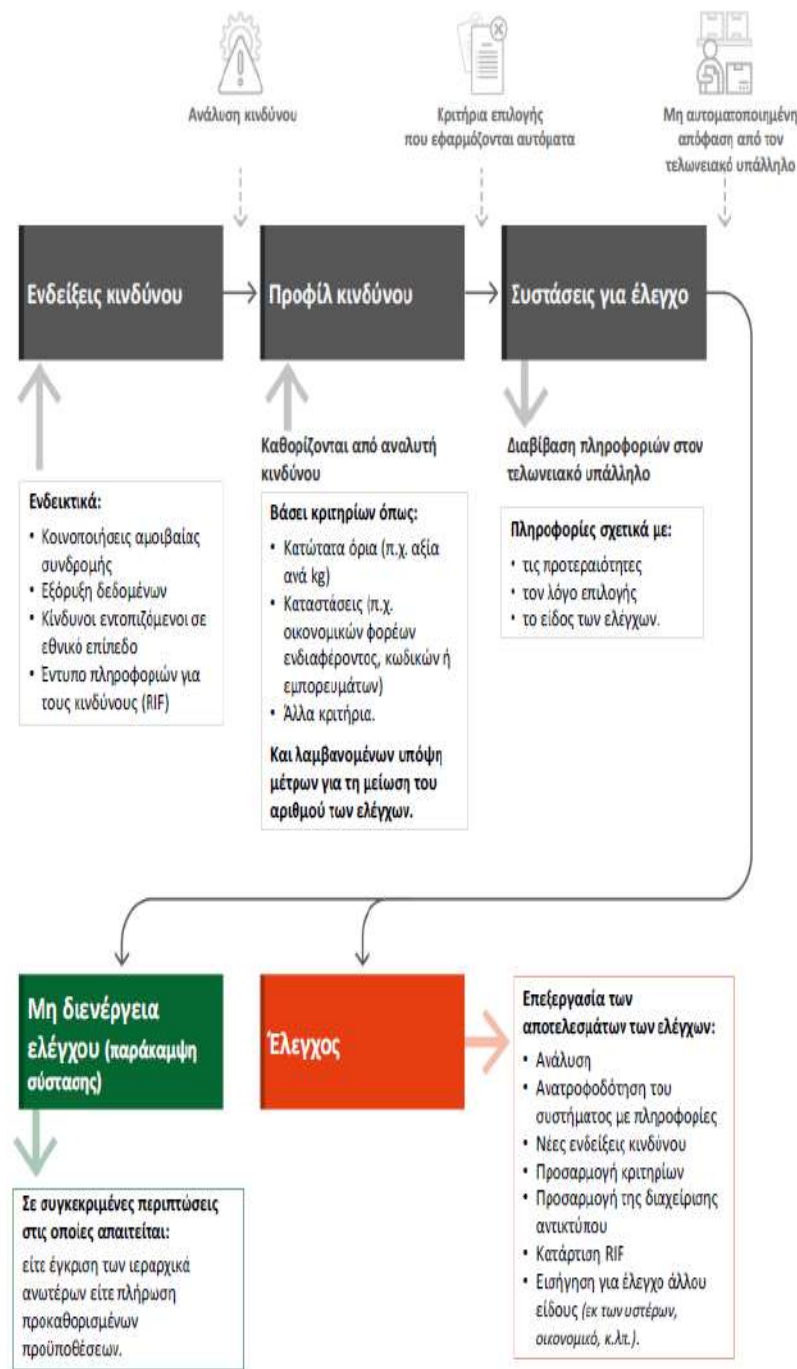 Ανάλυση κινδύνου
Κριτήρια επιλογής
που εφαρμόζονται αυτόματα
Μη αυτοματοποιημένη
απόφαση από τον
τελωνειακό υπάλληλο
Ενδείξεις κινδύνου
Προφίλ κινδύνου
Συστάσεις για έλεγχο
Ενδεικτικά:
• Κοινοποιήσεις αμοιβαίας
συνδρομής
• Εξόρυξη δεδομένων
• Κίνδυνοι εντοπιζόμενοι σε
εθνικό επίπεδο
• Έντυπο πληροφοριών για
τους κινδύνους (RIF)
Καθορίζονται από αναλυτή
κινδύνου
Βάσει κριτηρίων όπως:
• Κατώτατα όρια (π.χ. αξία
ανά kg)
• Καταστάσεις (π.χ.
οικονομικών φορέων
ενδιαφέροντος, κωδικών ή
εμπορευμάτων)
• Άλλα κριτήρια.
Και λαμβανομένων υπόψη
μέτρων για τη μείωση του
αριθμού των ελέγχων.
Διαβίβαση πληροφοριών στον
τελωνειακό υπάλληλο
Πληροφορίες σχετικά με:
• τις προτεραιότητες
• τον λόγο επιλογής
• το είδος των ελέγχων.
Μη διενέργεια
ελέγχου (παράκαμψη
σύστασης)
Έλεγχος
Σε συγκεκριμένες περιπτώσεις
στις οποίες απαιτείται:
είτε έγκριση των ιεραρχικά
ανωτέρων είτε πλήρωση
προκαθορισμένων
προϋποθέσεων.
Επεξεργασία των
αποτελεσμάτων των ελέγχων:
• Ανάλυση
• Ανατροφοδότηση του
συστήματος με πληροφορίες
• Νέες ενδείξεις κινδύνου
• Προσαρμογή κριτηρίων
• Προσαρμογή της διαχείρισης
αντικτύπου
• Κατάρτιση RIF
• Εισήγηση για έλεγχο άλλου
είδους (εκ των υστέρων,
οικονομικό, κ.λπ.).